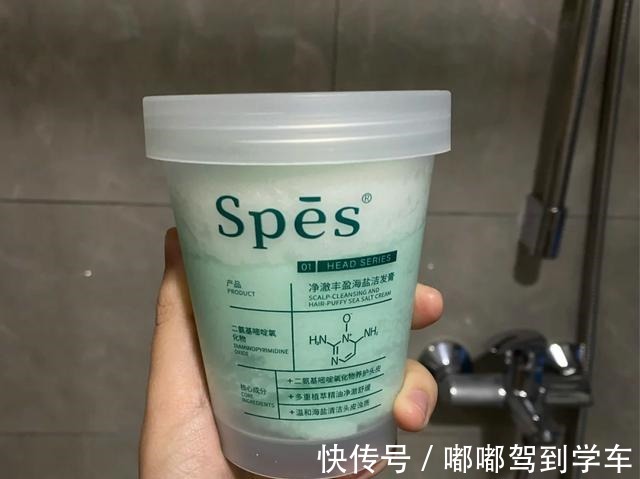 Spēs®
01 HEAD SERIES
产品
PRODUCT
净澈丰盈海盐洁发膏
SCALP-CLEANSING AND
HAIR-PUFFY SEA SALT CREAM
二氨基嘧啶氧
化物
DIAMINOPYRIMIDINE
OXIDE
O
H₂N N⁺ NH₂
N
核心成分
CORE
INGREDIENTS
+二氨基嘧啶氧化物养护头皮
+多重植萃精油净澈舒缓
+温和海盐清洁头皮浊质
快传号 / 嘟嘟驾到学车